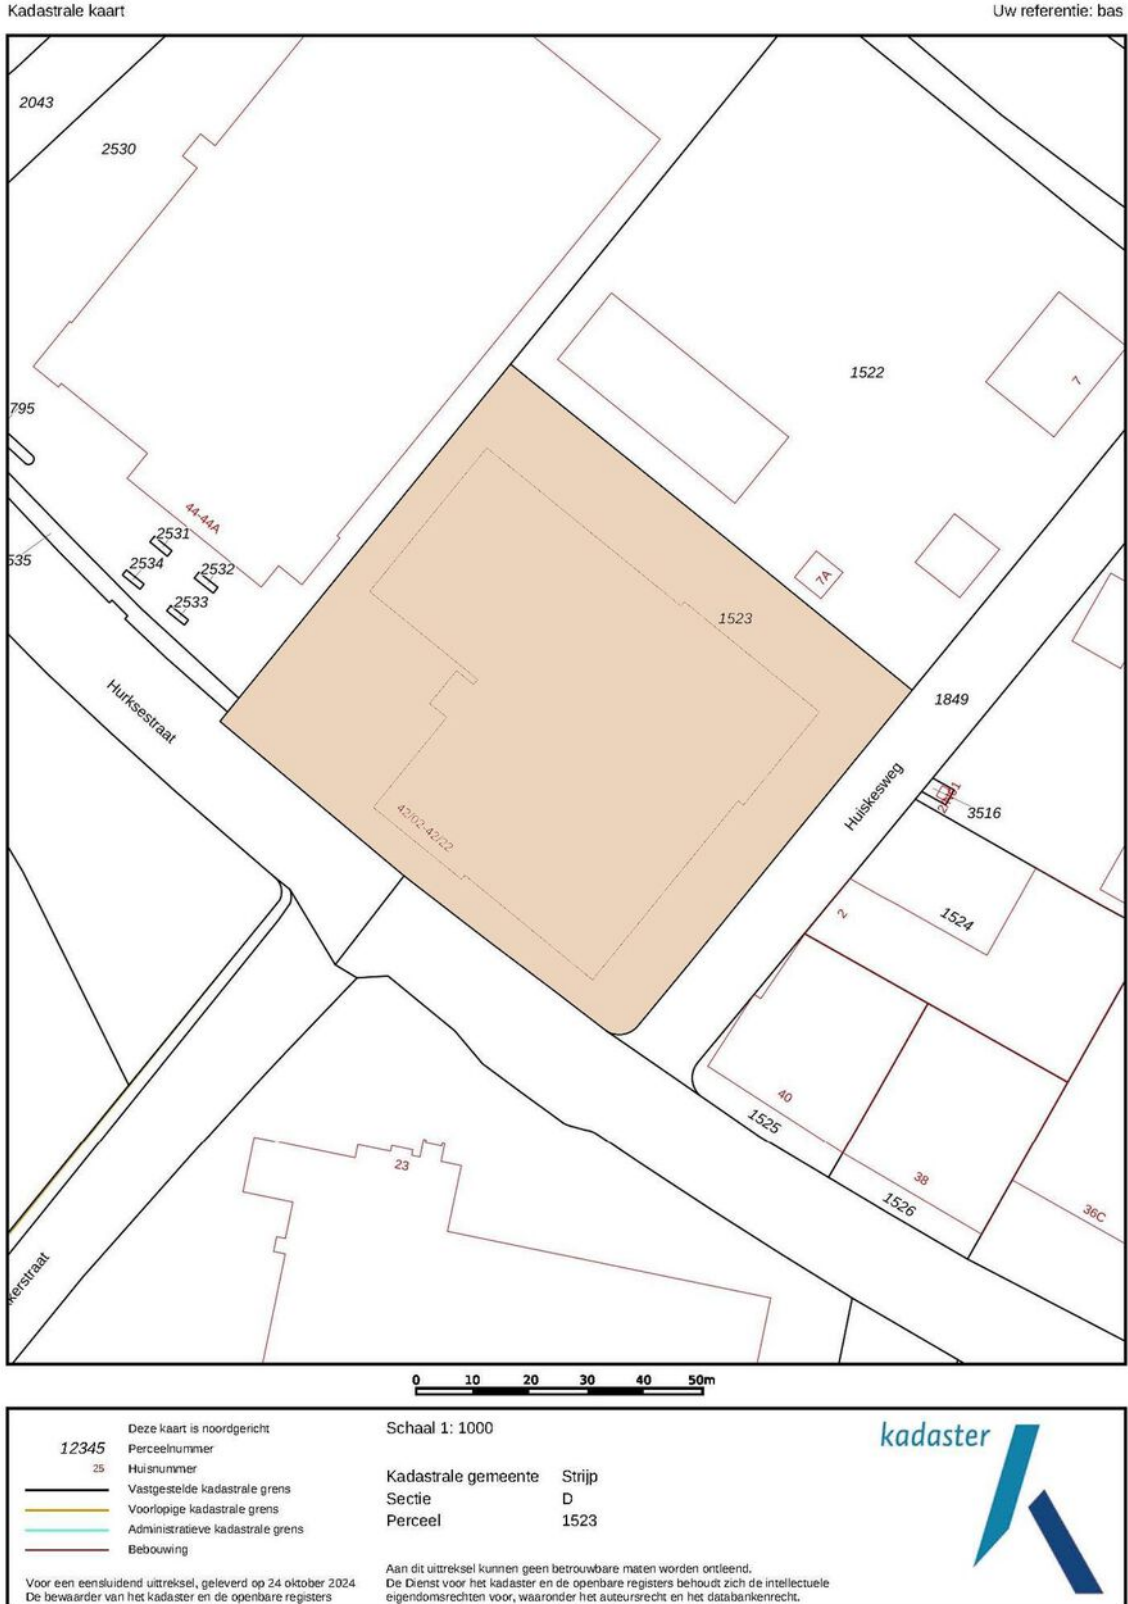 Kadastrale kaart
Uw referentie: bas
2043
2530
1522
7
795
44-44A
2531
535
2534
2532
2533
7A
1523
Hurksestraat
1849
Huiskesweg
3516
42/02-42/22
2
1524
40
1525
23
38
1526
36C
kerstraat
0 10 20 30 40 50m
Deze kaart is noordgericht
12345 Perceelnummer
25 Huisnummer
Vastgestelde kadastrale grens
Voorlopige kadastrale grens
Administratieve kadastrale grens
Bebouwing
Voor een eensluidend uittreksel, geleverd op 24 oktober 2024
De bewaarder van het kadaster en de openbare registers
Schaal 1: 1000
Kadastrale gemeente Strijp
Sectie D
Perceel 1523
Aan dit uittreksel kunnen geen betrouwbare maten worden ontleend.
De Dienst voor het kadaster en de openbare registers behoudt zich de intellectuele
eigendomsrechten voor, waaronder het auteursrecht en het databankenrecht.
kadaster